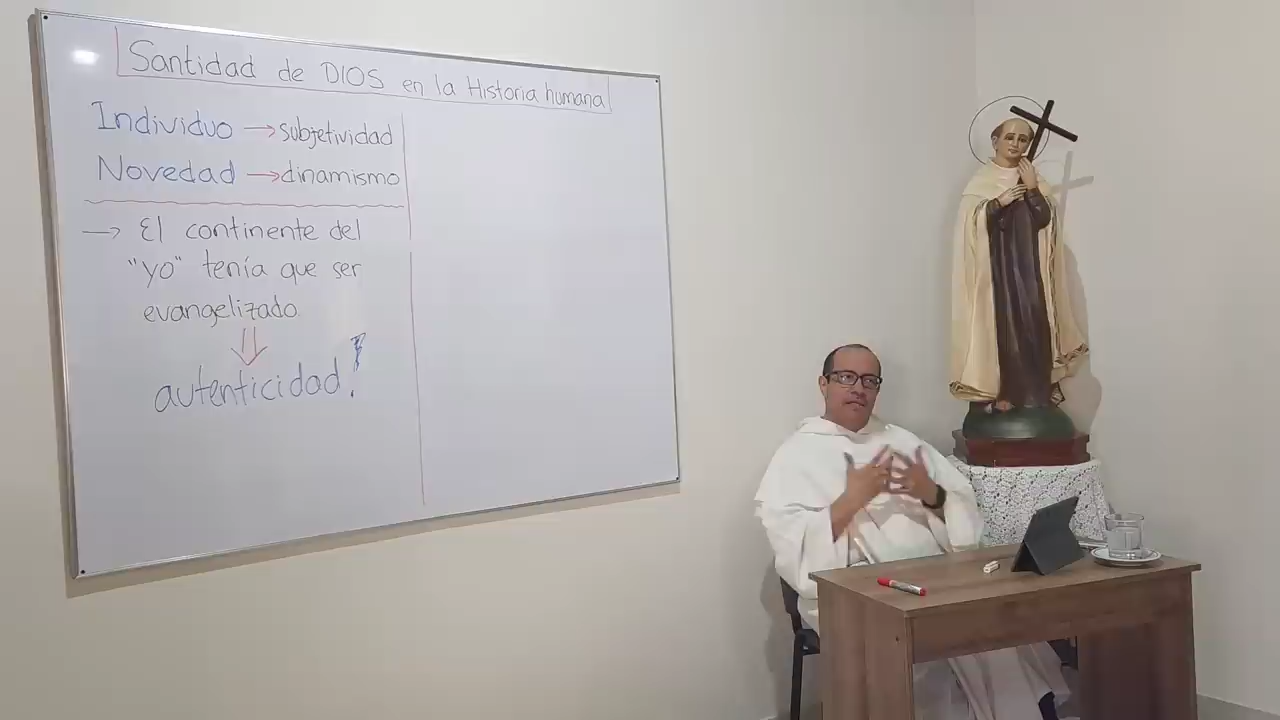 Santidad de DIOS en la Historia humana
Individuo → subjetividad
Novedad → dinamismo
→ El continente del
"yo" tenía que ser
evangelizado
⇓
autenticidad!